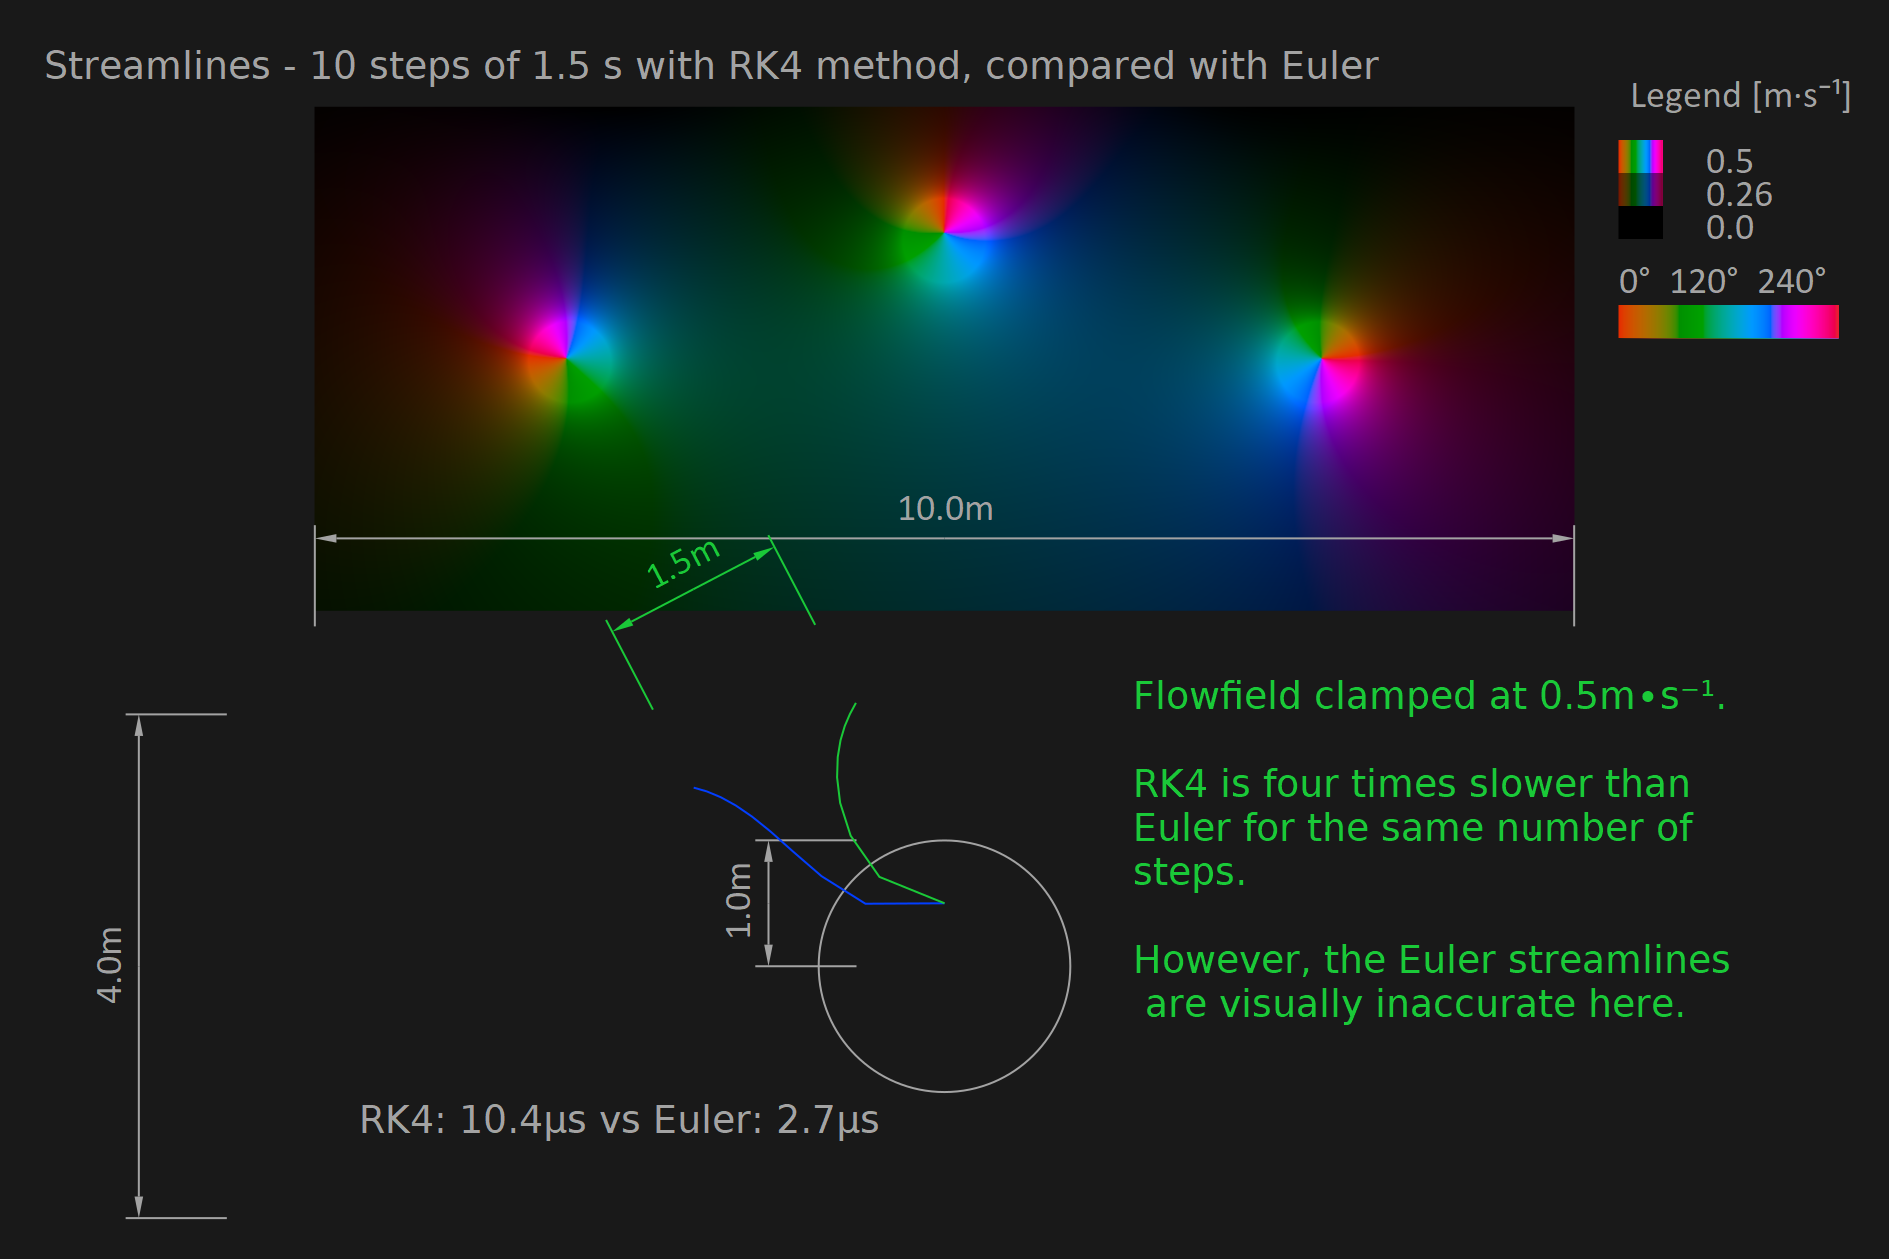 Streamlines - 10 steps of 1.5 s with RK4 method, compared with Euler
Legend [m·s⁻¹]
0.5
0.26
0.0
0° 120° 240°
10.0m
1.5m
Flowfield clamped at 0.5m•s⁻¹.
RK4 is four times slower than
Euler for the same number of
steps.
However, the Euler streamlines
are visually inaccurate here.
1.0m
4.0m
RK4: 10.4μs vs Euler: 2.7μs